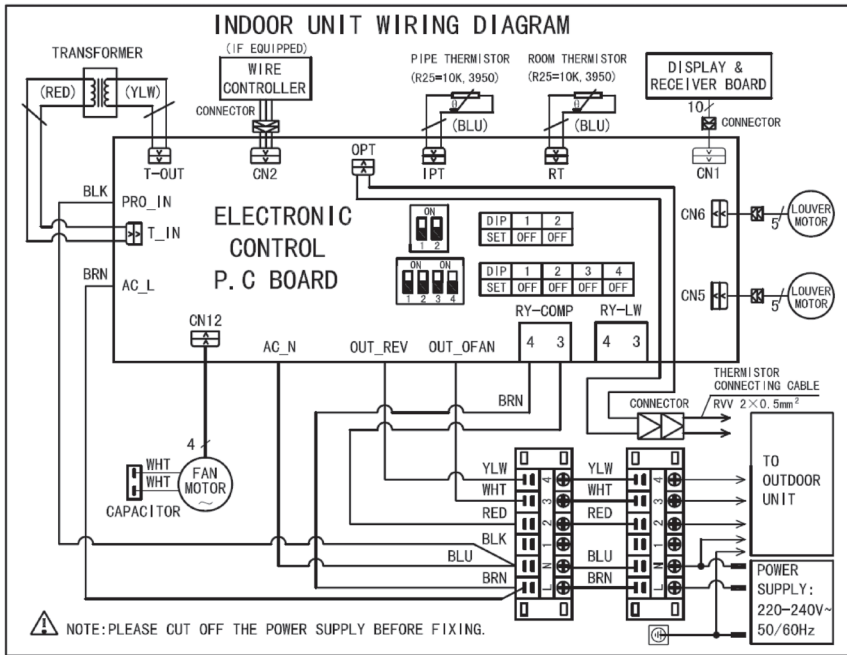 INDOOR UNIT WIRING DIAGRAM
TRANSFORMER
(RED)
(YLW)
(IF EQUIPPED)
WIRE
CONTROLLER
CONNECTOR
PIPE THERMISTOR
(R25=10K, 3950)
θ
(BLU)
ROOM THERMISTOR
(R25=10K, 3950)
θ
(BLU)
DISPLAY &
RECEIVER BOARD
10
CONNECTOR
T-OUT
CN2
OPT
IPT
RT
CN1
BLK
PRO_IN
T_IN
BRN
AC_L
ELECTRONIC
CONTROL
P.C BOARD
ON
1 2
DIP 1 2
SET OFF OFF
ON ON
1 2 3 4
DIP 1 2 3 4
SET OFF OFF OFF OFF
CN6
5
LOUVER
MOTOR
CN5
5
LOUVER
MOTOR
CN12
AC_N
OUT_REV
OUT_OFAN
RY-COMP
4 3
RY-LW
4 3
BRN
CONNECTOR
THERMISTOR
CONNECTING CABLE
RVV 2×0.5mm²
4
WHT
WHT
FAN
MOTOR
~
CAPACITOR
YLW
WHT
RED
BLK
BLU
BRN
4
3
2
1
N
L
YLW
WHT
RED
BLU
BRN
4
3
2
1
N
L
TO
OUTDOOR
UNIT
POWER
SUPPLY:
220-240V~
50/60Hz
NOTE:PLEASE CUT OFF THE POWER SUPPLY BEFORE FIXING.